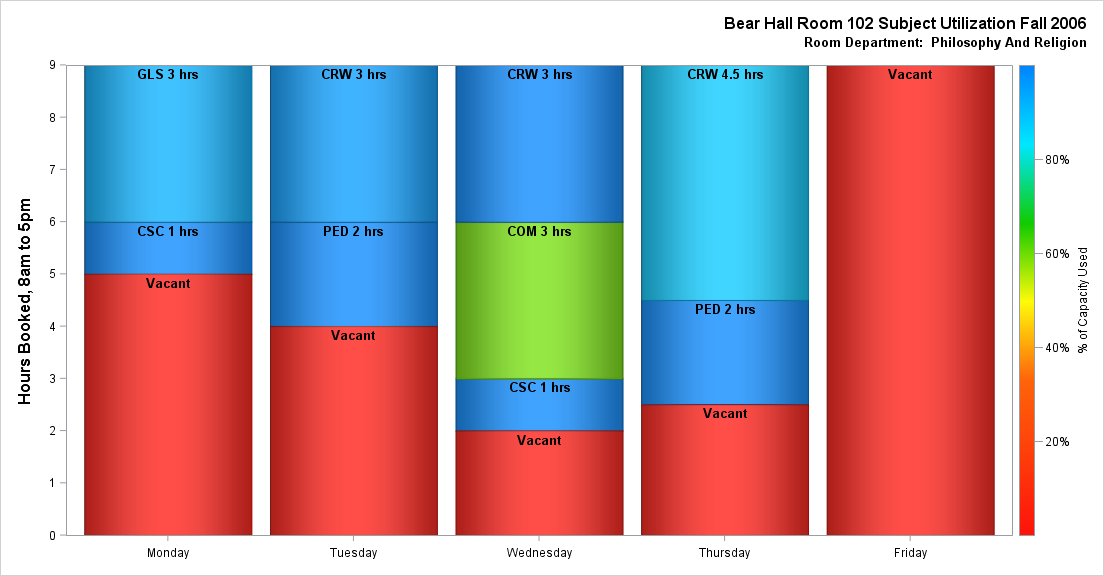 Bear Hall Room 102 Subject Utilization Fall 2006
Room Department:  Philosophy And Religion
Hours Booked, 8am to 5pm
9
8
7
6
5
4
3
2
1
0
GLS 3 hrs
CSC 1 hrs
Vacant
CRW 3 hrs
PED 2 hrs
Vacant
CRW 3 hrs
COM 3 hrs
CSC 1 hrs
Vacant
CRW 4.5 hrs
PED 2 hrs
Vacant
Vacant
Monday
Tuesday
Wednesday
Thursday
Friday
80%
60%
40%
20%
% of Capacity Used